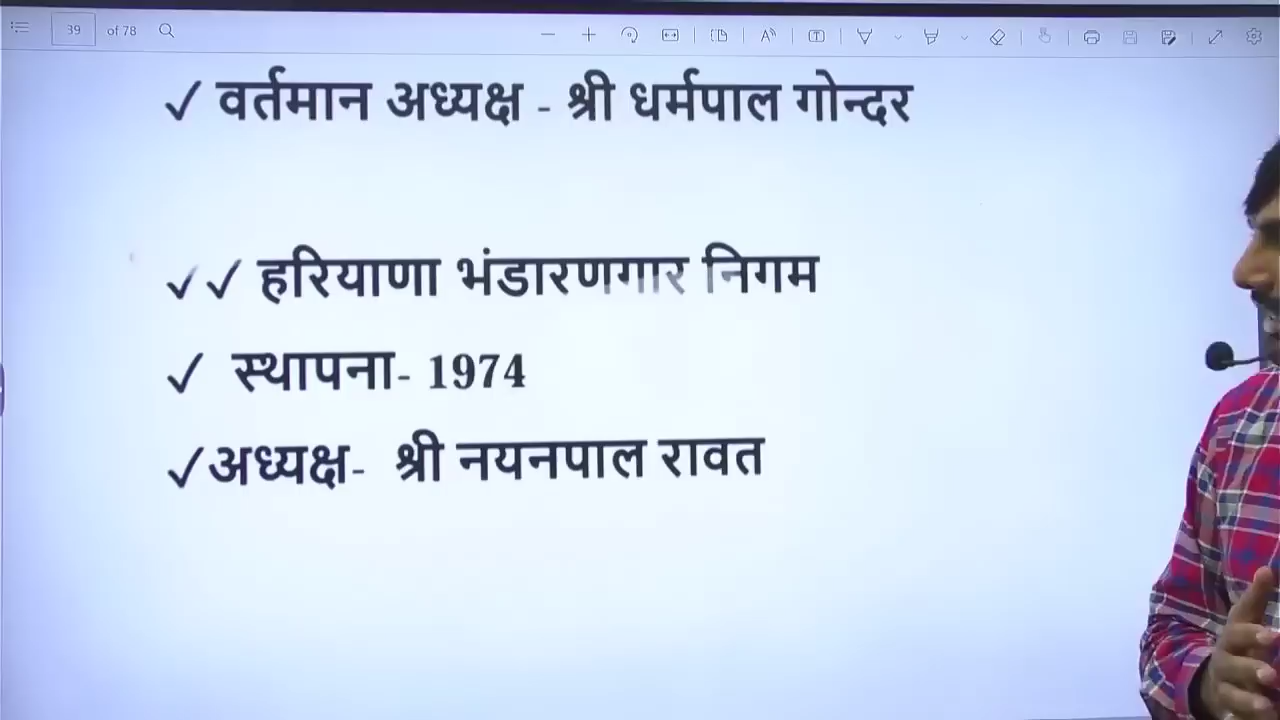 39 of 78
✓ वर्तमान अध्यक्ष - श्री धर्मपाल गोन्दर
✓✓ हरियाणा भंडारणगार निगम
✓ स्थापना- 1974
✓अध्यक्ष- श्री नयनपाल रावत